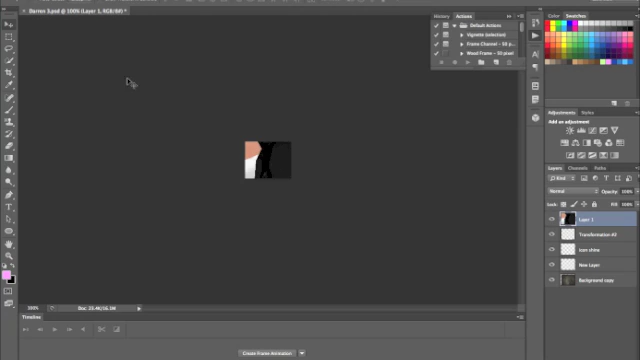 Darren 3.psd @ 100% (Layer 1, RGB/8#) *
History
Actions
Default Actions
Vignette (selection)
Frame Channel - 50 p...
Wood Frame - 50 pixel
Color
Swatches
Adjustments
Styles
Add an adjustment
Layers
Channels
Paths
Kind
Normal
Opacity: 100%
Lock:
Fill: 100%
Layer 1
Transformation #2
Icon shine
New Layer
Background copy
100%
Timeline
Create Frame Animation